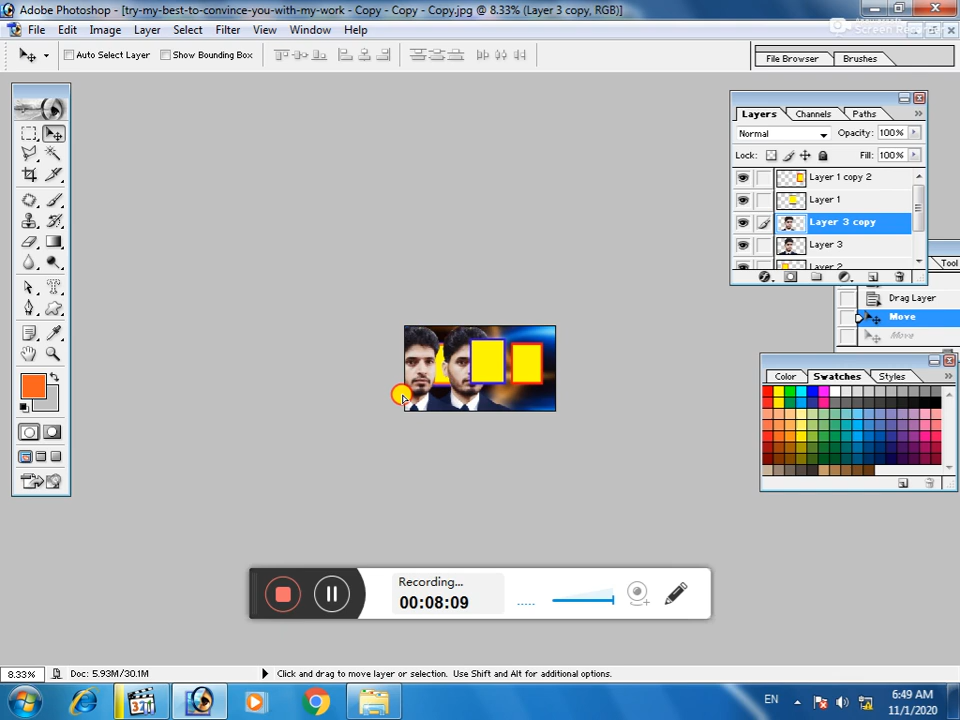 Adobe Photoshop - [try-my-best-to-convince-you-with-my-work - Copy - Copy - Copy.jpg @ 8.33% (Layer 3 copy, RGB)]
File Edit Image Layer Select Filter View Window Help
Auto Select Layer Show Bounding Box
File Browser Brushes
Layers Channels Paths
Normal Opacity: 100%
Lock: Fill: 100%
Layer 1 copy 2
Layer 1
Layer 3 copy
Layer 3
Layer 2
Tool
Drag Layer
Move
Move
Color Swatches Styles
Recording...
00:08:09
8.33% Doc: 5.93M/30.1M Click and drag to move layer or selection. Use Shift and Alt for additional options.
321
EN
6:49 AM
11/1/2020